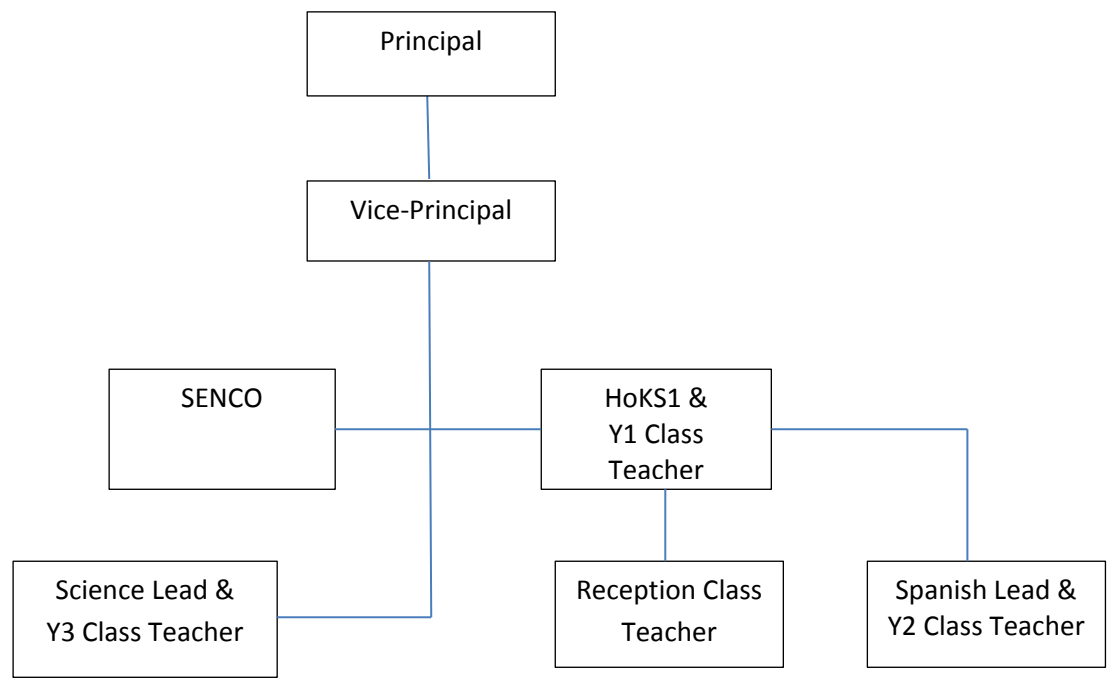 Principal
Vice-Principal
SENCO
HoKS1 &
Y1 Class
Teacher
Science Lead &
Y3 Class Teacher
Reception Class
Teacher
Spanish Lead &
Y2 Class Teacher